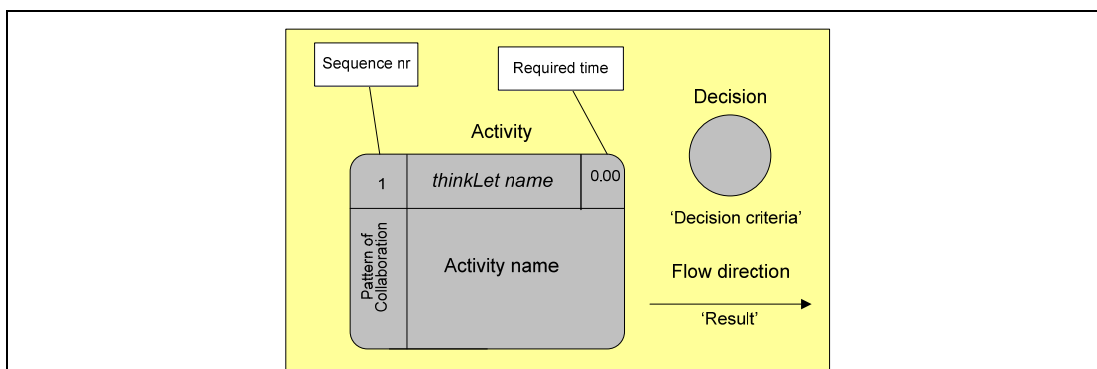 Sequence nr
Required time
Decision
Activity
1
thinkLet name
0.00
‘Decision criteria’
Pattern of
Collaboration
Activity name
Flow direction
‘Result’